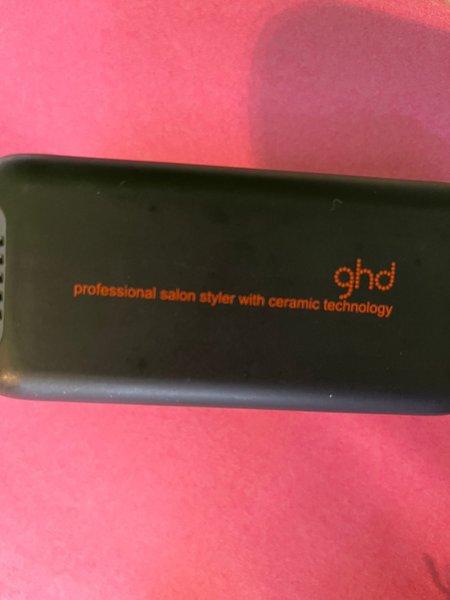 ghd
professional salon styler with ceramic technology